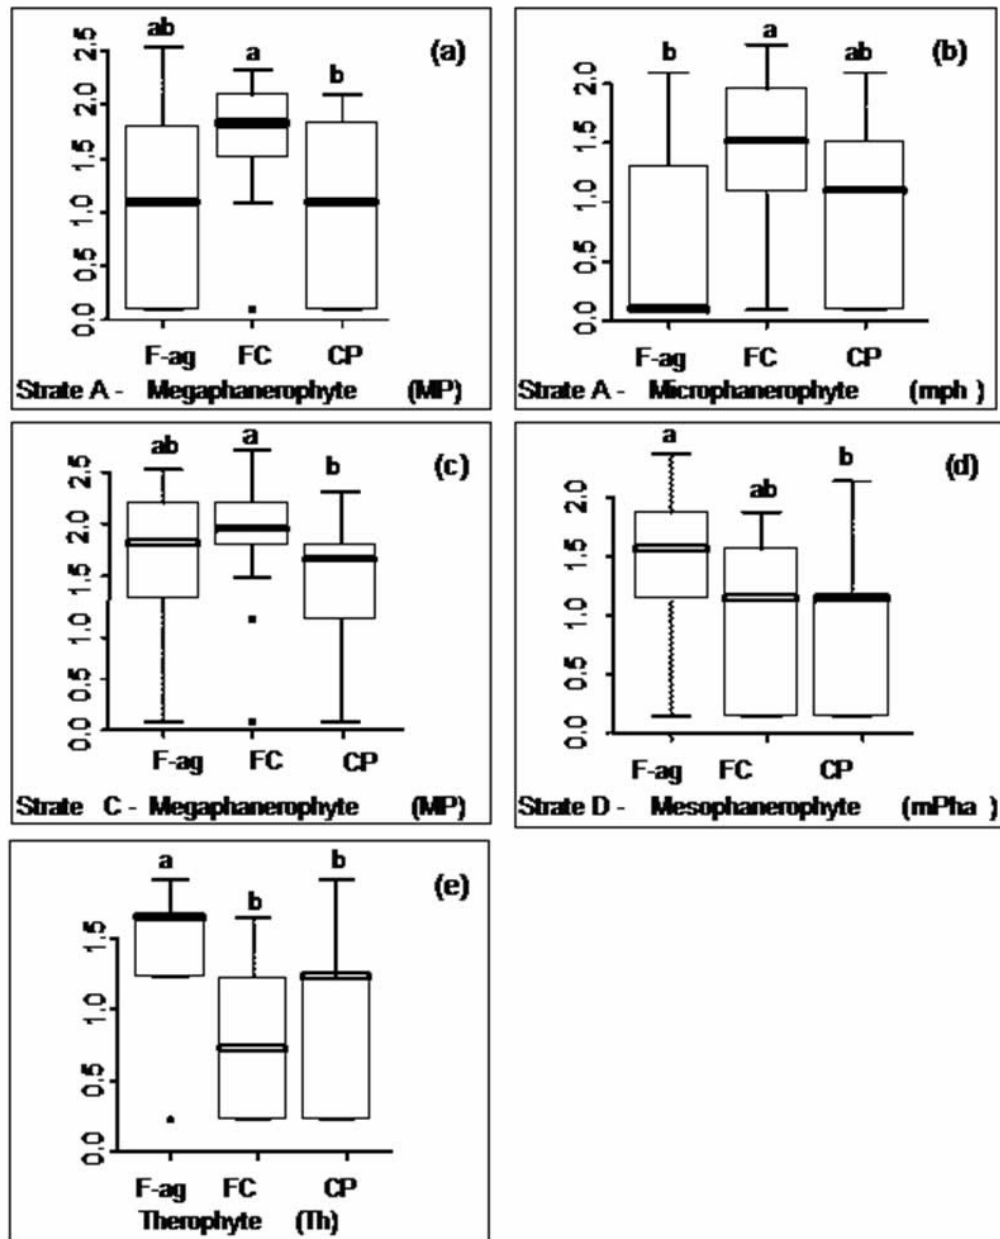 ab
a
b
(a)
2.5
2.0
1.5
1.0
0.5
0.0
F-ag FC CP
Strate A - Megaphanerophyte (MP)
b
a
ab
(b)
2.0
1.5
1.0
0.5
0.0
F-ag FC CP
Strate A - Microphanerophyte (mph )
ab
a
b
(c)
2.5
2.0
1.5
1.0
0.5
0.0
F-ag FC CP
Strate C - Megaphanerophyte (MP)
a
ab
b
(d)
2.0
1.5
1.0
0.5
0.0
F-ag FC CP
Strate D - Mesophanerophyte (mPha )
a
b
b
(e)
1.5
1.0
0.5
0.0
F-ag FC CP
Therophyte (Th)